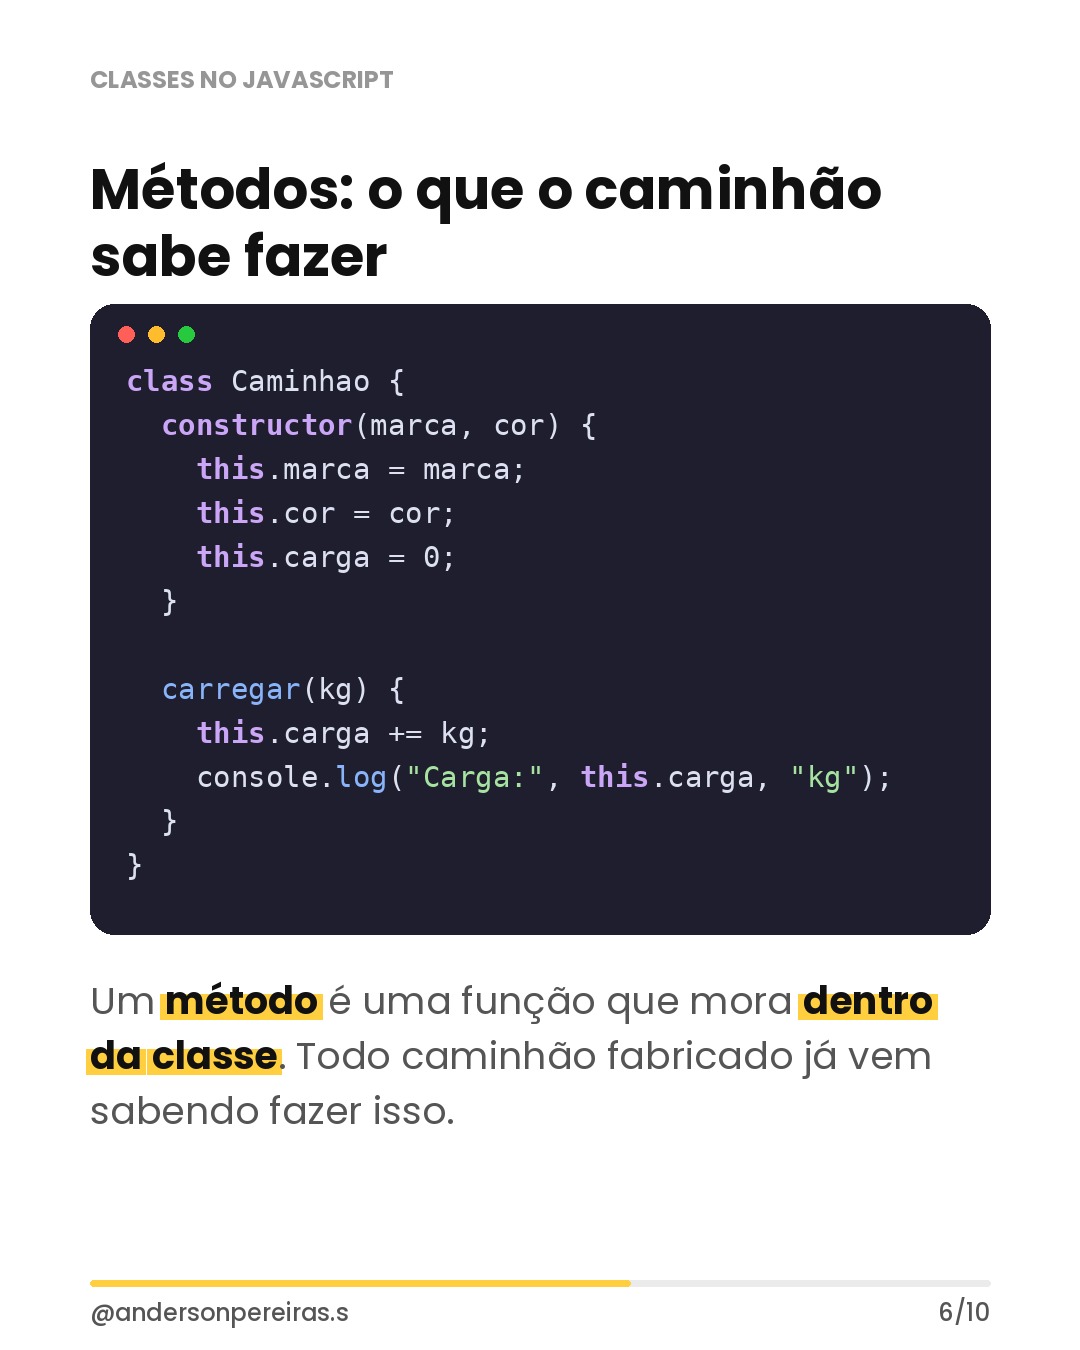 CLASSES NO JAVASCRIPT
Métodos: o que o caminhão
sabe fazer
class Caminhao {
  constructor(marca, cor) {
    this.marca = marca;
    this.cor = cor;
    this.carga = 0;
  }

  carregar(kg) {
    this.carga += kg;
    console.log("Carga:", this.carga, "kg");
  }
}
Um método é uma função que mora dentro
da classe. Todo caminhão fabricado já vem
sabendo fazer isso.
@andersonpereiras.s
6/10